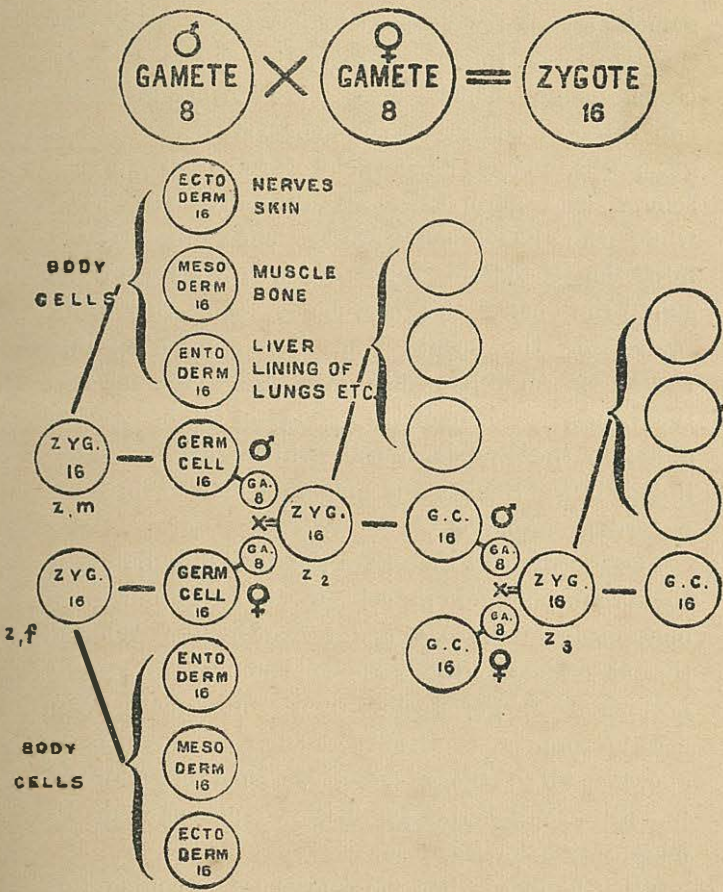 ♂ ♀
GAMETE × GAMETE = ZYGOTE
8 8 16
ECTO
DERM
16
NERVES
SKIN
BODY
CELLS
MESO
DERM
16
MUSCLE
BONE
ENTO
DERM
16
LIVER
LINING OF
LUNGS ETC.
ZYG.
16
z,m
GERM
CELL
16
♂
GA.
8
×=
ZYG.
16
z 2
G.C.
16
♂
GA.
8
×=
ZYG.
16
z 3
G.C.
16
ZYG.
16
z,f
GERM
CELL
16
GA.
8
♀
G.C.
16
GA.
8
♀
ENTO
DERM
16
BODY
CELLS
MESO
DERM
16
ECTO
DERM
16